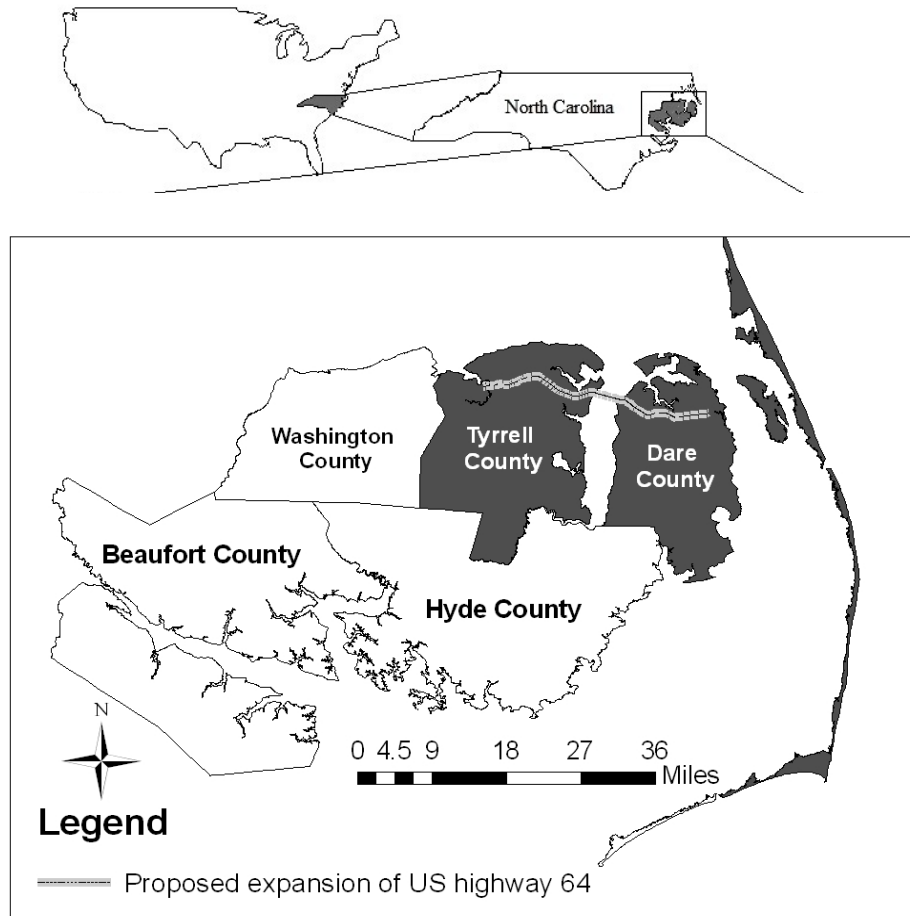 North Carolina
Washington
County
Tyrrell
County
Dare
County
Beaufort County
Hyde County
N
0 4.5 9 18 27 36
Miles
Legend
Proposed expansion of US highway 64